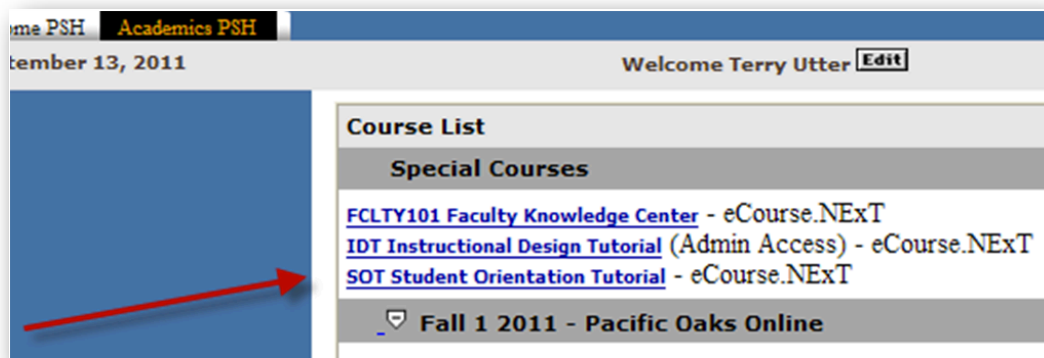 ome PSH Academics PSH
tember 13, 2011 Welcome Terry Utter Edit
Course List
Special Courses
FCLTY101 Faculty Knowledge Center - eCourse.NExT
IDT Instructional Design Tutorial (Admin Access) - eCourse.NExT
SOT Student Orientation Tutorial - eCourse.NExT
Fall 1 2011 - Pacific Oaks Online